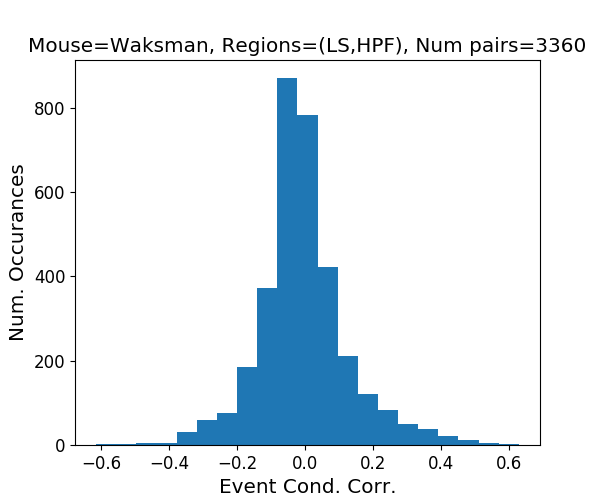 Mouse=Waksman, Regions=(LS,HPF), Num pairs=3360
Num. Occurances
800
600
400
200
0
−0.6 −0.4 −0.2 0.0 0.2 0.4 0.6
Event Cond. Corr.